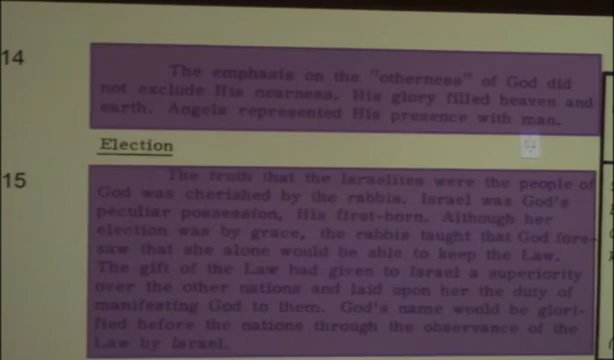 14
The emphasis on the "otherness" of God did
not exclude His nearness. His glory filled heaven and
earth. Angels represented His presence with man.
Election
15
The truth that the Israelites were the people of
God was cherished by the rabbis. Israel was God's
peculiar possession, His first-born. Although her
election was by grace, the rabbis taught that God fore-
saw that she alone would be able to keep the Law.
The gift of the Law had given to Israel a superiority
over the other nations and laid upon her the duty of
manifesting God to them. God's name would be glori-
fied before the nations through the observance of the
Law by Israel.